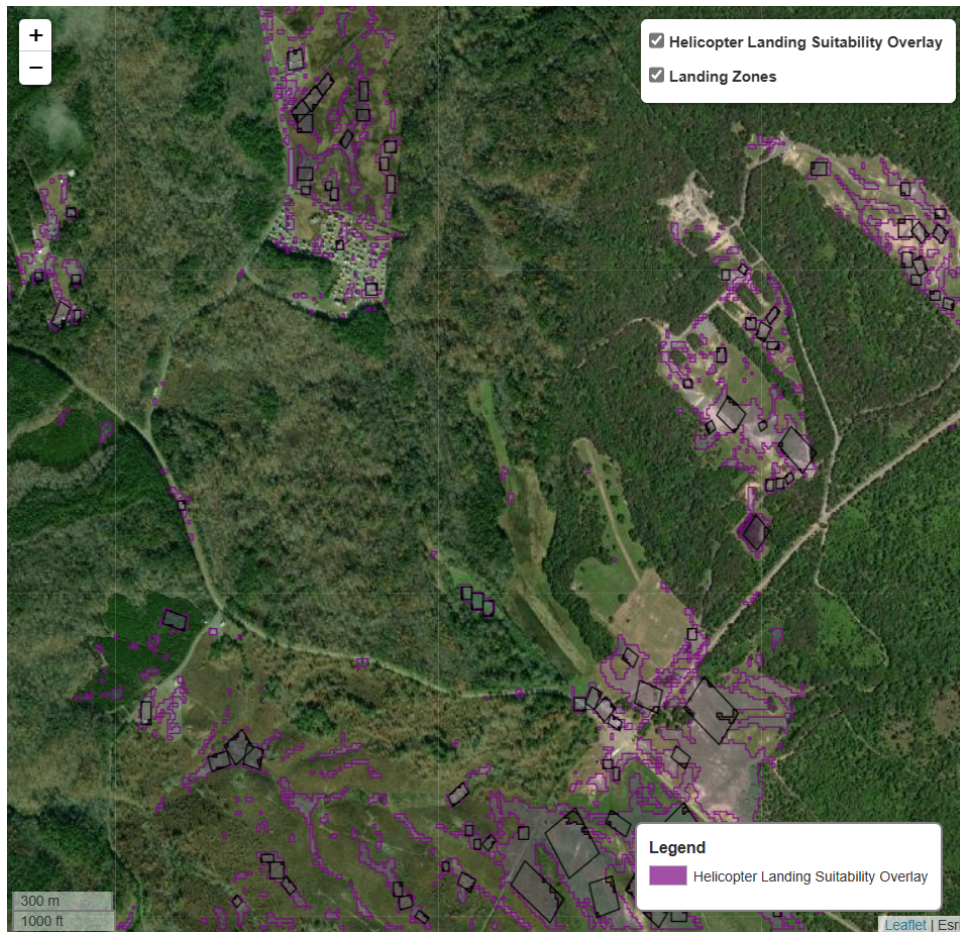 +
−
Helicopter Landing Suitability Overlay
Landing Zones
Legend
Helicopter Landing Suitability Overlay
300 m
1000 ft
Leaflet | Esri